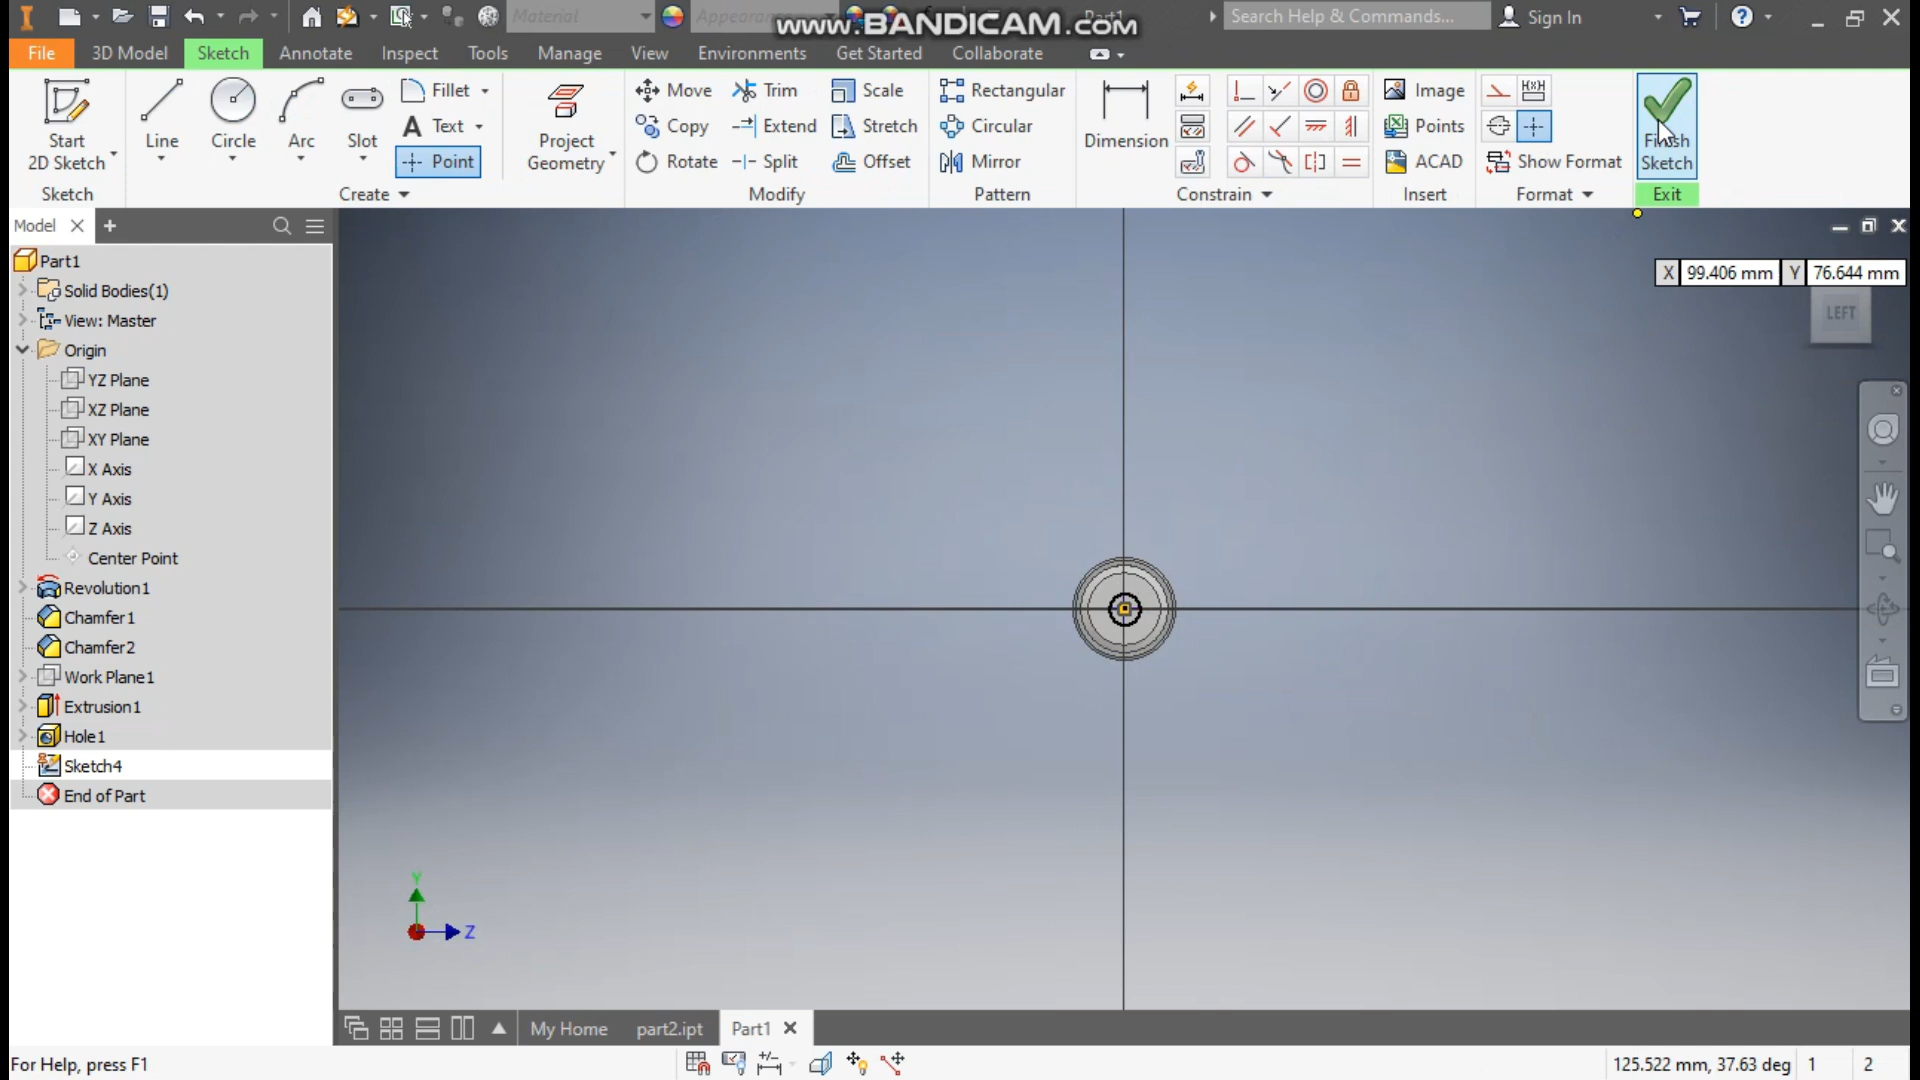 Material
Appearance
www.BANDICAM.com
Part1
Search Help & Commands...
Sign In
File
3D Model
Sketch
Annotate
Inspect
Tools
Manage
View
Environments
Get Started
Collaborate
Start
2D Sketch
Line
Circle
Arc
Slot
Fillet
Text
Point
Project
Geometry
Move
Trim
Scale
Copy
Extend
Stretch
Rotate
Split
Offset
Rectangular
Circular
Mirror
Dimension
Image
Points
ACAD
Show Format
Finish
Sketch
Sketch
Create
Modify
Pattern
Constrain
Insert
Format
Exit
Model
Part1
Solid Bodies(1)
View: Master
Origin
YZ Plane
XZ Plane
XY Plane
X Axis
Y Axis
Z Axis
Center Point
Revolution1
Chamfer1
Chamfer2
Work Plane1
Extrusion1
Hole1
Sketch4
End of Part
X 99.406 mm Y 76.644 mm
LEFT
Y
Z
My Home
part2.ipt
Part1
For Help, press F1
125.522 mm, 37.63 deg
1
2